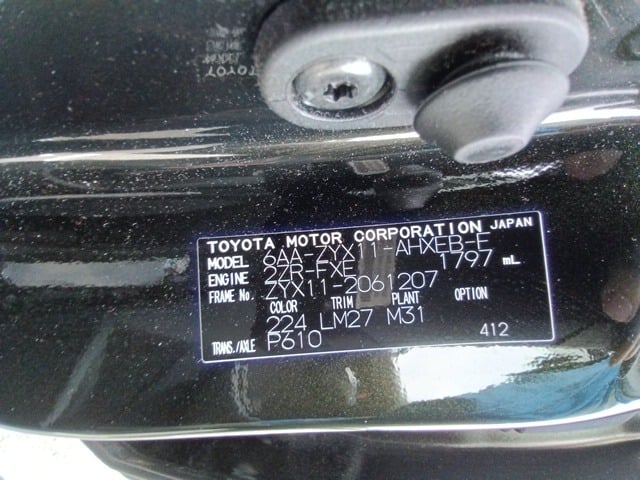 TOYOTA MOTOR CORPORATION JAPAN
MODEL 6AA-ZYX11-AHXEB-E
ENGINE 2ZR-FXE 1797 mL
FRAME No. ZYX11-2061207
COLOR TRIM PLANT OPTION
224 LM27 M31
TRANS./AXLE P610 412
TOYOTA